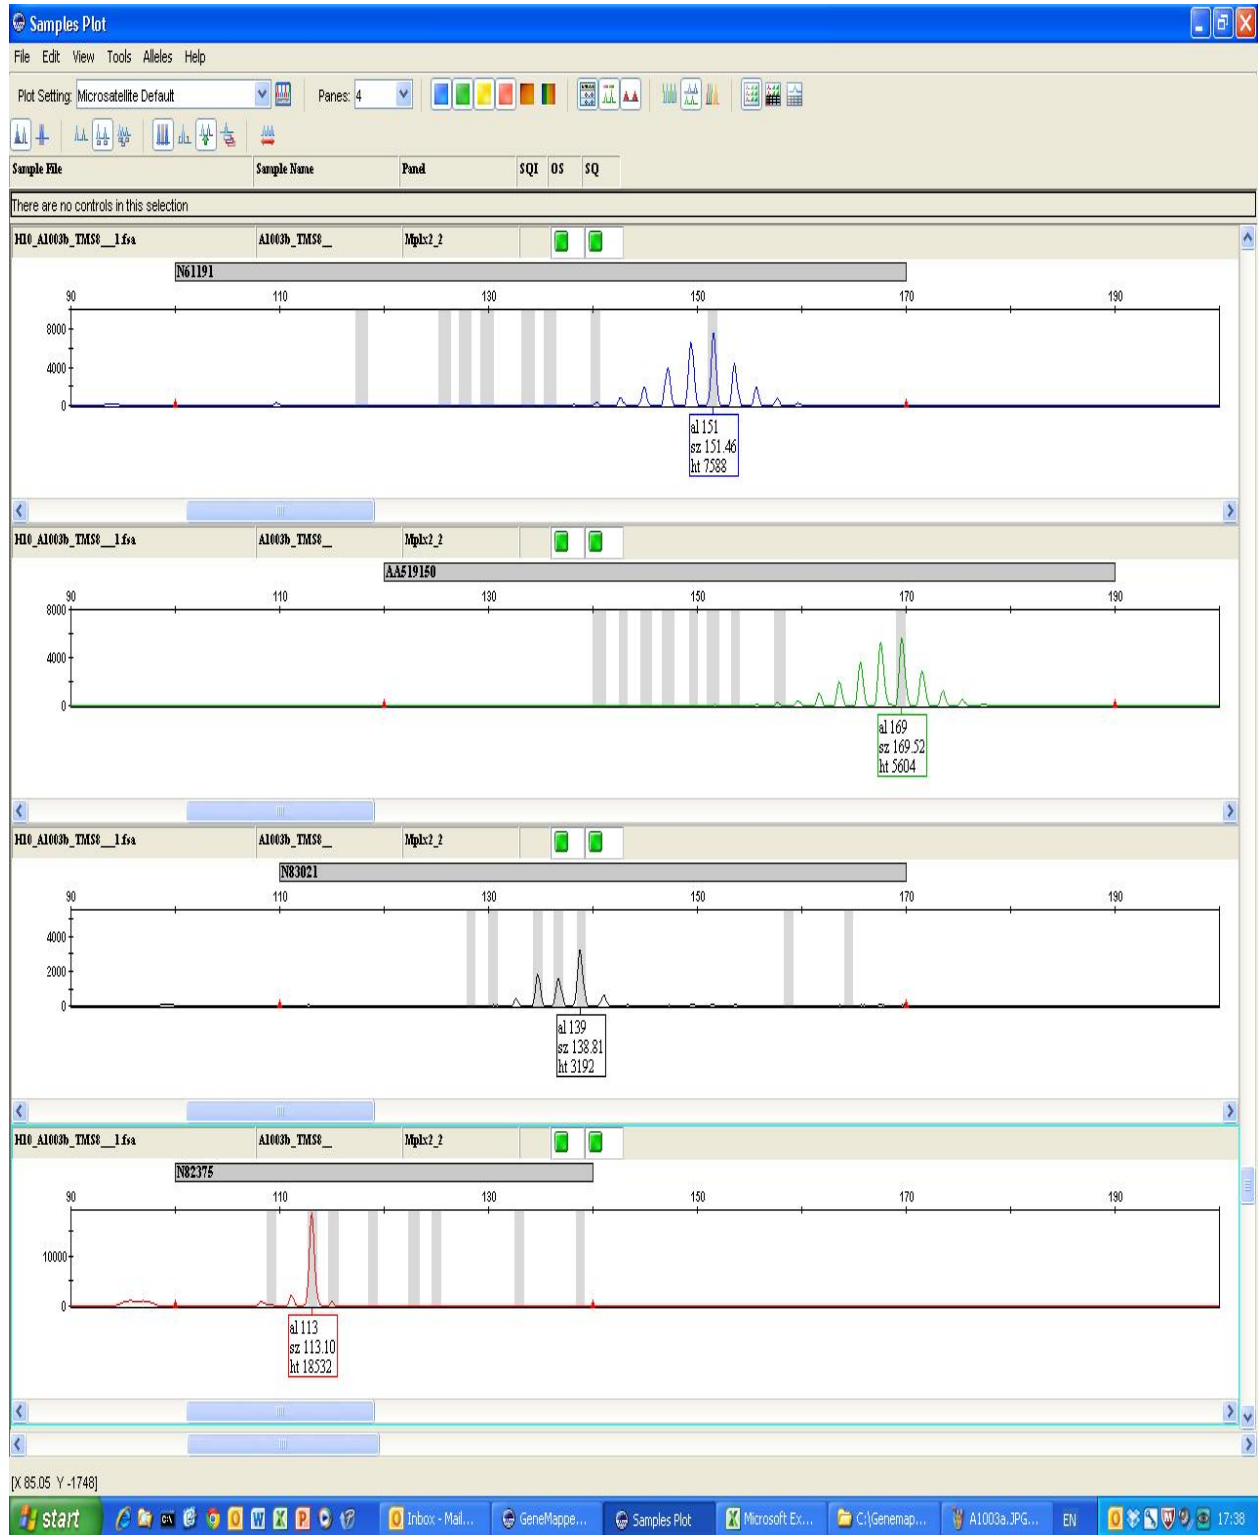 Samples Plot
File Edit View Tools Alleles Help
Plot Setting: Microsatellite Default Panes: 4
Sample File Sample Name Panel SQI OS SQ
There are no controls in this selection
H10_A1003b_TMS8__1.fsa A1003b_TMS8__ Mplx2_2
N61191
90 110 130 150 170 190
8000
4000
0
al 151
sz 151.46
ht 7588
H10_A1003b_TMS8__1.fsa A1003b_TMS8__ Mplx2_2
AA519150
90 110 130 150 170 190
8000
4000
0
al 169
sz 169.52
ht 5604
H10_A1003b_TMS8__1.fsa A1003b_TMS8__ Mplx2_2
N83021
90 110 130 150 170 190
4000
2000
0
al 139
sz 138.81
ht 3192
H10_A1003b_TMS8__1.fsa A1003b_TMS8__ Mplx2_2
N82375
90 110 130 150 170 190
10000
0
al 113
sz 113.10
ht 18532
[X 85.05 Y -1748]
start Inbox - Mail... GeneMappe... Samples Plot Microsoft Ex... C:\Genemap... A1003a.JPG... EN 17:38